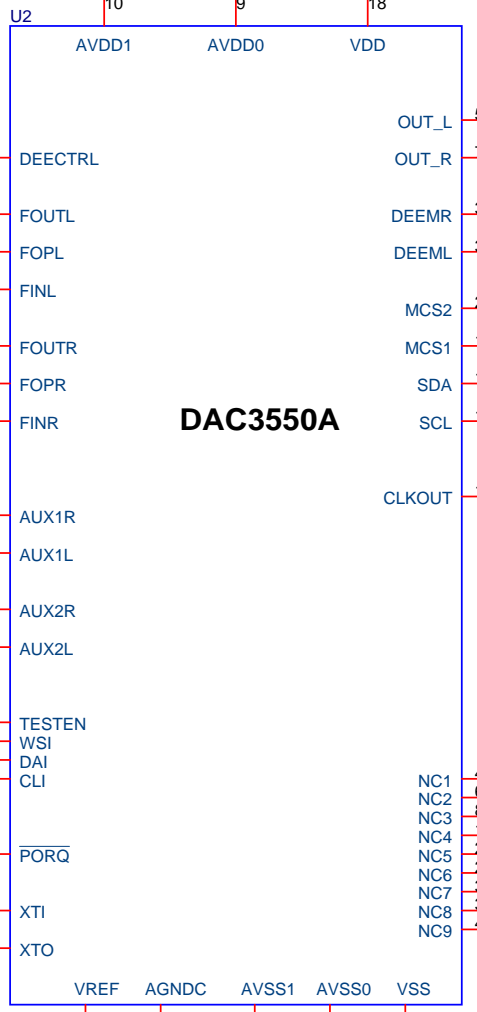 U2
10 9 18
AVDD1 AVDD0 VDD
OUT_L
DEECTRL OUT_R
FOUTL DEEMR
FOPL DEEML
FINL
MCS2
FOUTR MCS1
FOPR SDA
DAC3550A
FINR SCL
CLKOUT
AUX1R
AUX1L
AUX2R
AUX2L
TESTEN
WSI
DAI
CLI NC1
NC2
NC3
NC4
PORQ NC5
NC6
NC7
XTI NC8
NC9
XTO
VREF AGNDC AVSS1 AVSS0 VSS